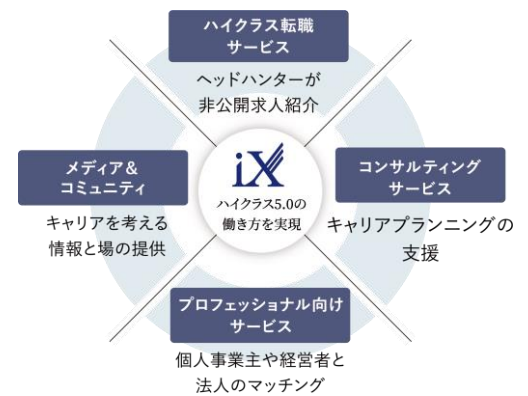 ハイクラス転職
サービス
ヘッドハンターが
非公開求人紹介
メディア＆
コミュニティ
キャリアを考える
情報と場の提供
iX
ハイクラス5.0の
働き方を実現
コンサルティング
サービス
キャリアプランニングの
支援
プロフェッショナル向け
サービス
個人事業主や経営者と
法人のマッチング